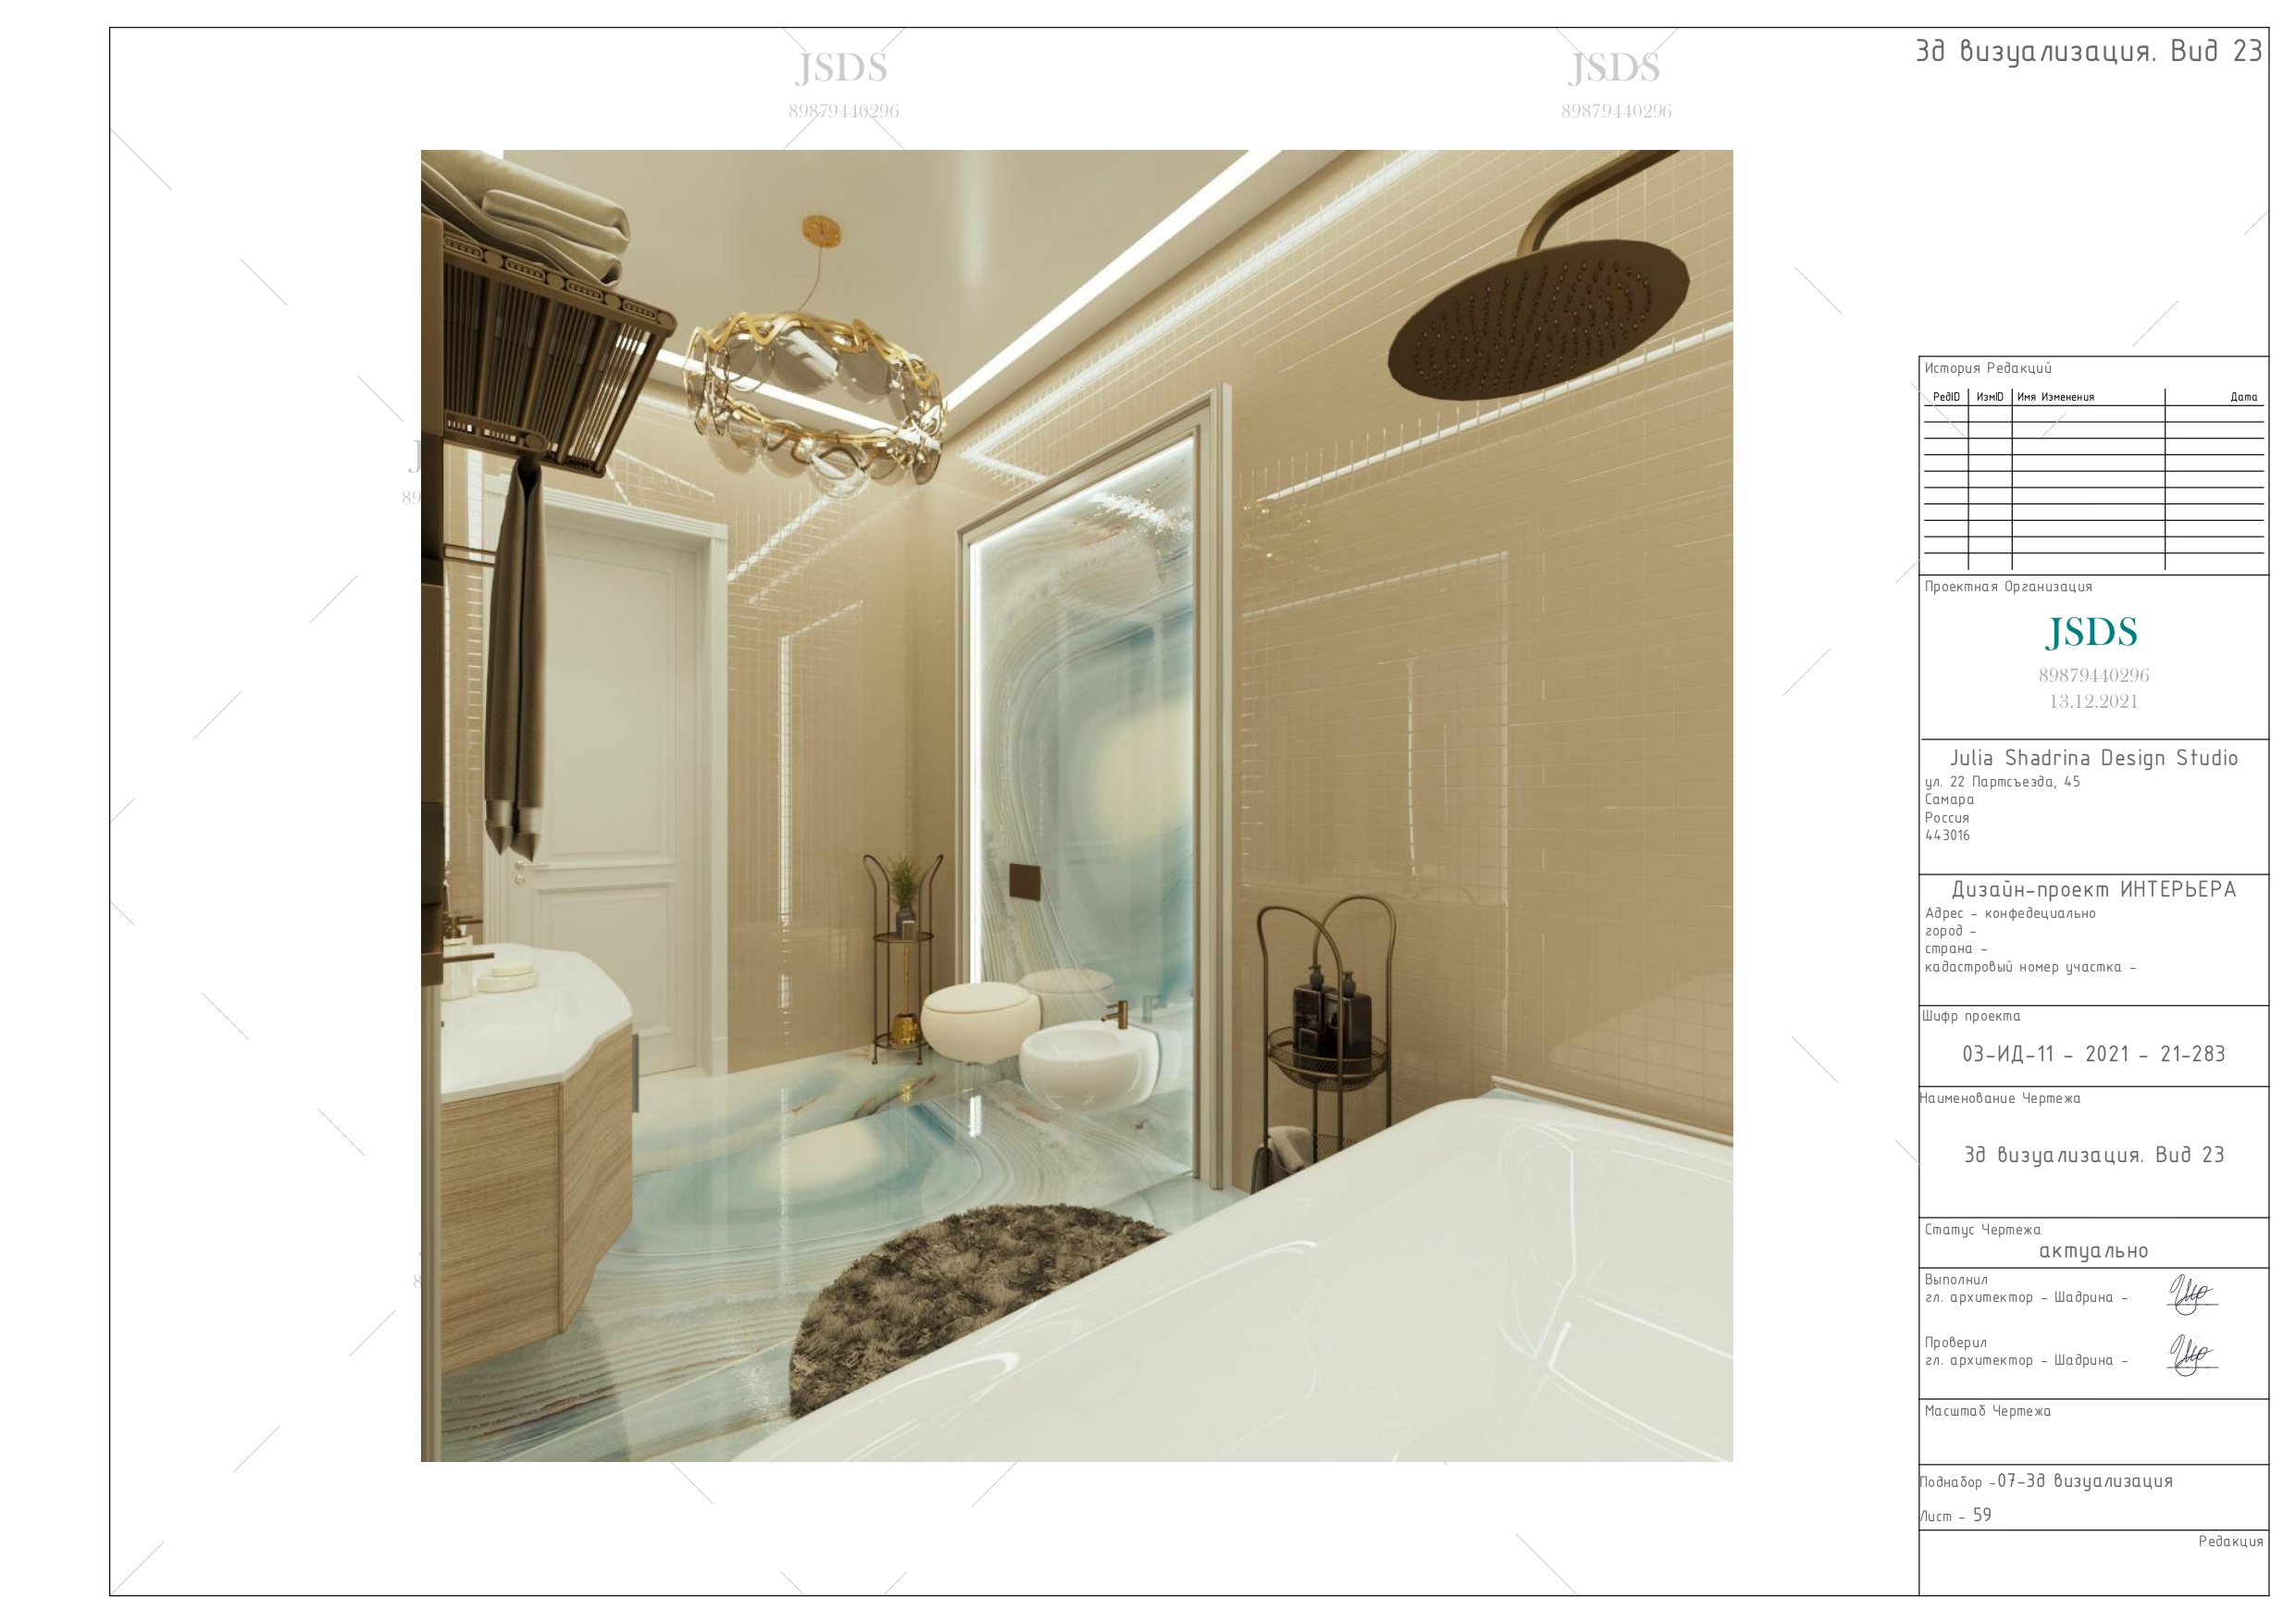 JSDS
89879440296
JSDS
89879440296
3д визуализация. Вид 23
J
89
8
История Редакций
РедID ИзмID Имя Изменения Дата
Проектная Организация
JSDS
89879440296
13.12.2021
Julia Shadrina Design Studio
ул. 22 Партсъезда, 45
Самара
Россия
443016
Дизайн-проект ИНТЕРЬЕРА
Адрес - конфедециально
город -
страна -
кадастровый номер участка -
Шифр проекта
03-ИД-11 - 2021 - 21-283
Наименование Чертежа
3д визуализация. Вид 23
Статус Чертежа
актуально
Выполнил
гл. архитектор - Шадрина -
Проверил
гл. архитектор - Шадрина -
Масштаб Чертежа
Поднабор -07-3д визуализация
Лист - 59
Редакция